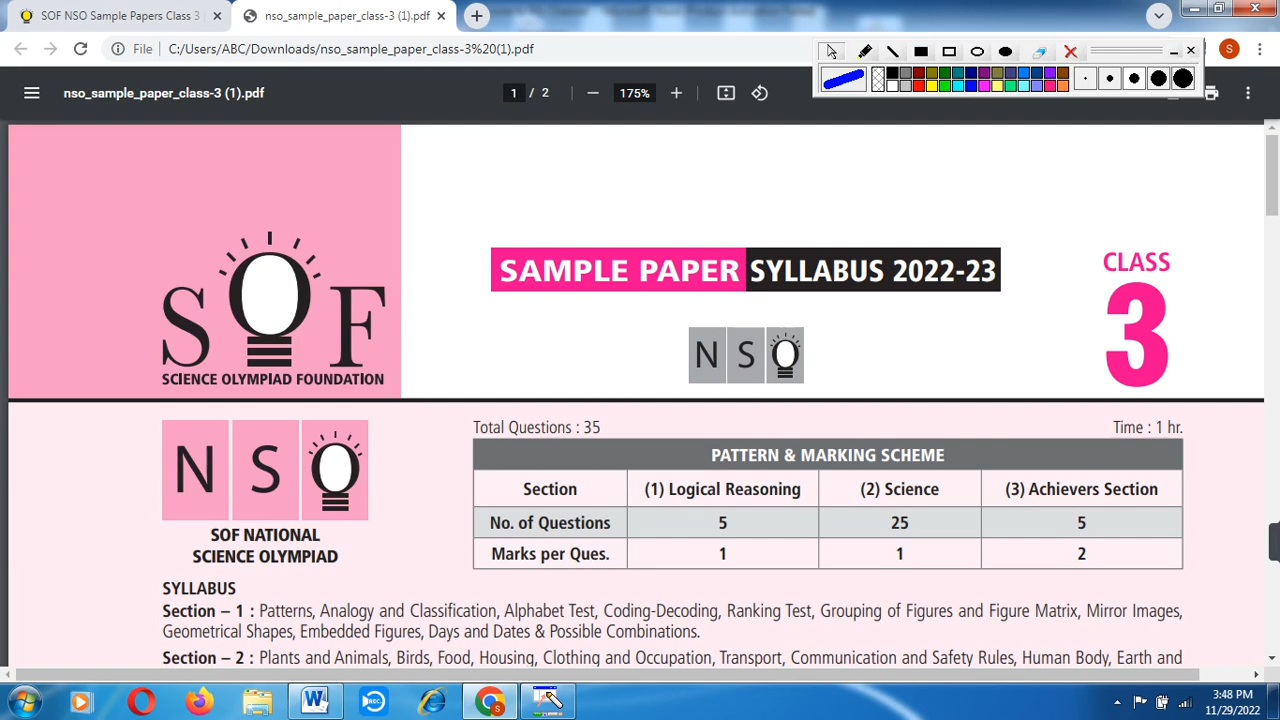 SOF NSO Sample Papers Class 3
nso_sample_paper_class-3 (1).pdf
File
C:/Users/ABC/Downloads/nso_sample_paper_class-3%20(1).pdf
S
nso_sample_paper_class-3 (1).pdf
1 / 2
175%
SAMPLE PAPER SYLLABUS 2022-23
CLASS
3
SOF
SCIENCE OLYMPIAD FOUNDATION
NSO
NSO
SOF NATIONAL
SCIENCE OLYMPIAD
Total Questions : 35
Time : 1 hr.
PATTERN & MARKING SCHEME
Section (1) Logical Reasoning (2) Science (3) Achievers Section
No. of Questions 5 25 5
Marks per Ques. 1 1 2
SYLLABUS
Section – 1 : Patterns, Analogy and Classification, Alphabet Test, Coding-Decoding, Ranking Test, Grouping of Figures and Figure Matrix, Mirror Images,
Geometrical Shapes, Embedded Figures, Days and Dates & Possible Combinations.
Section – 2 : Plants and Animals, Birds, Food, Housing, Clothing and Occupation, Transport, Communication and Safety Rules, Human Body, Earth and
W
REC
S
3:48 PM
11/29/2022